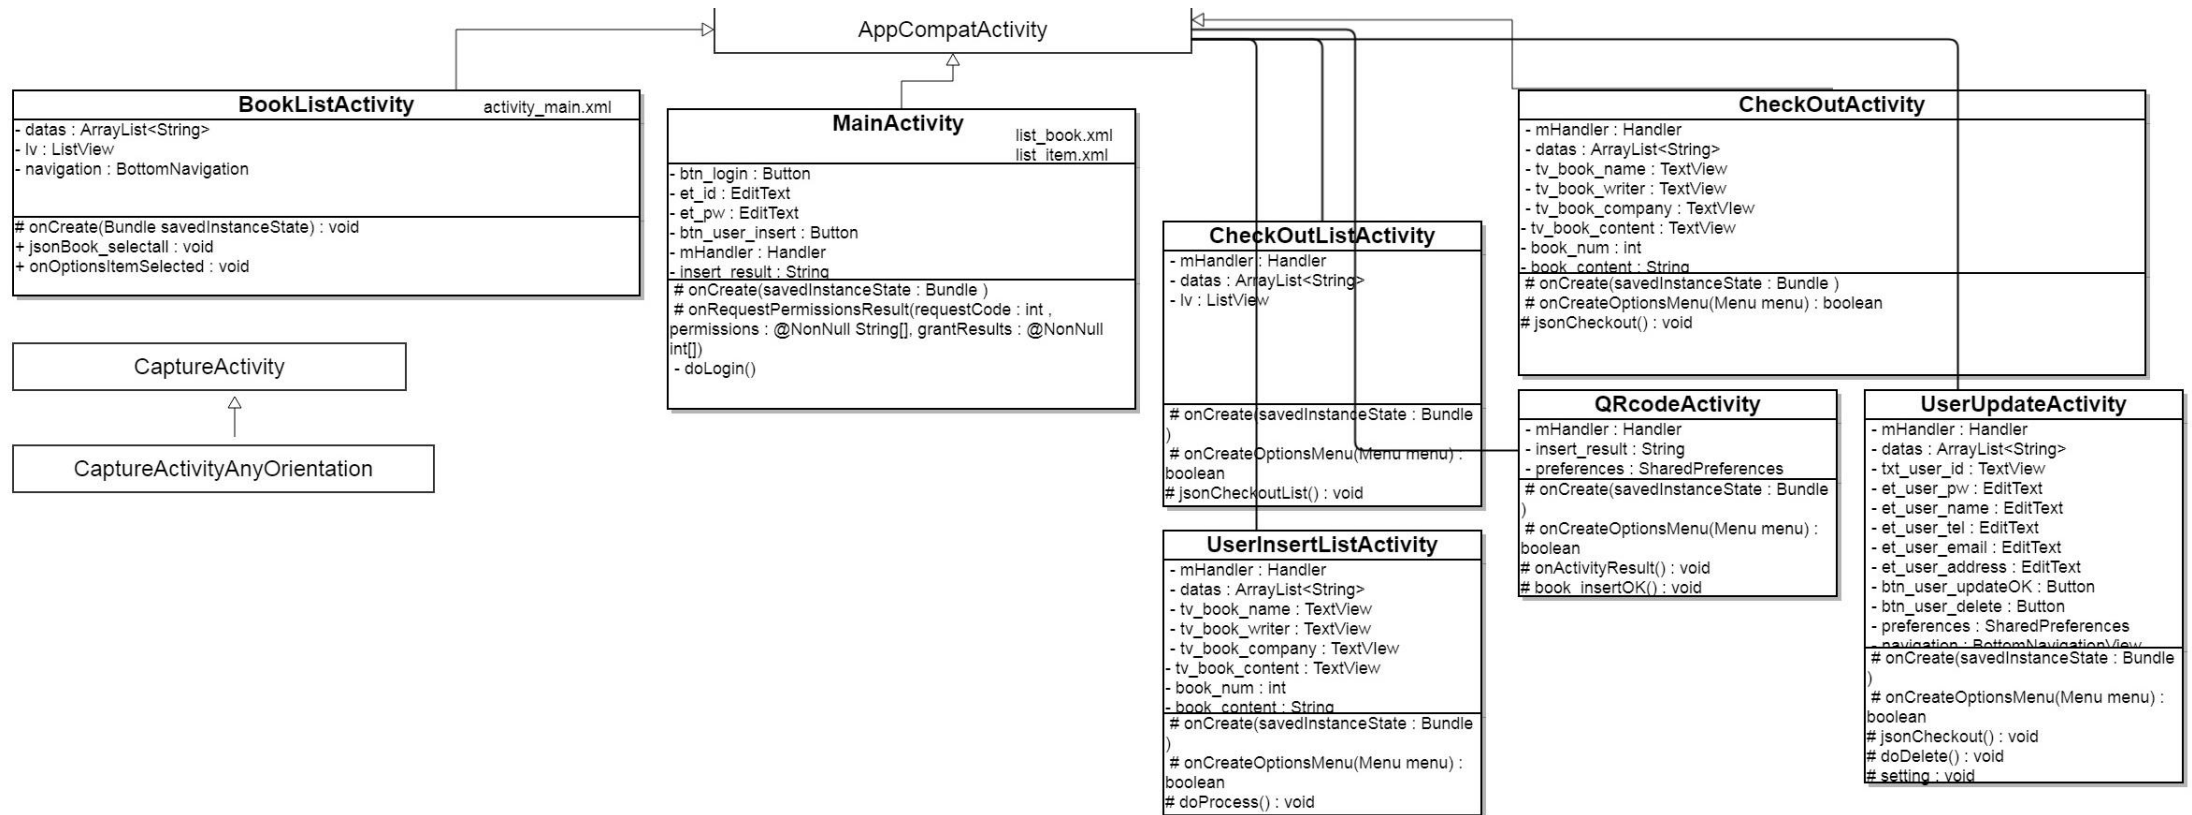 AppCompatActivity
BookListActivity
activity_main.xml
- datas : ArrayList<String>
- lv : ListView
- navigation : BottomNavigation
# onCreate(Bundle savedInstanceState) : void
+ jsonBook_selectall : void
+ onOptionsItemSelected : void
CaptureActivity
CaptureActivityAnyOrientation
MainActivity
list_book.xml
list_item.xml
- btn_login : Button
- et_id : EditText
- et_pw : EditText
- btn_user_insert : Button
- mHandler : Handler
- insert_result : String
# onCreate(savedInstanceState : Bundle )
# onRequestPermissionsResult(requestCode : int ,
permissions : @NonNull String[], grantResults : @NonNull
int[])
- doLogin()
CheckOutListActivity
- mHandler : Handler
- datas : ArrayList<String>
- lv : ListView
# onCreate(savedInstanceState : Bundle
)
# onCreateOptionsMenu(Menu menu) :
boolean
# jsonCheckoutList() : void
UserInsertListActivity
- mHandler : Handler
- datas : ArrayList<String>
- tv_book_name : TextView
- tv_book_writer : TextView
- tv_book_company : TextVIew
- tv_book_content : TextView
- book_num : int
- book_content : String
# onCreate(savedInstanceState : Bundle
)
# onCreateOptionsMenu(Menu menu) :
boolean
# doProcess() : void
CheckOutActivity
- mHandler : Handler
- datas : ArrayList<String>
- tv_book_name : TextView
- tv_book_writer : TextView
- tv_book_company : TextVIew
- tv_book_content : TextView
- book_num : int
- book_content : String
# onCreate(savedInstanceState : Bundle )
# onCreateOptionsMenu(Menu menu) : boolean
# jsonCheckout() : void
QRcodeActivity
- mHandler : Handler
- insert_result : String
- preferences : SharedPreferences
# onCreate(savedInstanceState : Bundle
)
# onCreateOptionsMenu(Menu menu) :
boolean
# onActivityResult() : void
# book_insertOK() : void
UserUpdateActivity
- mHandler : Handler
- datas : ArrayList<String>
- txt_user_id : TextView
- et_user_pw : EditText
- et_user_name : EditText
- et_user_tel : EditText
- et_user_email : EditText
- et_user_address : EditText
- btn_user_updateOK : Button
- btn_user_delete : Button
- preferences : SharedPreferences
- navigation : BottomNavigationView
# onCreate(savedInstanceState : Bundle
)
# onCreateOptionsMenu(Menu menu) :
boolean
# jsonCheckout() : void
# doDelete() : void
# setting : void